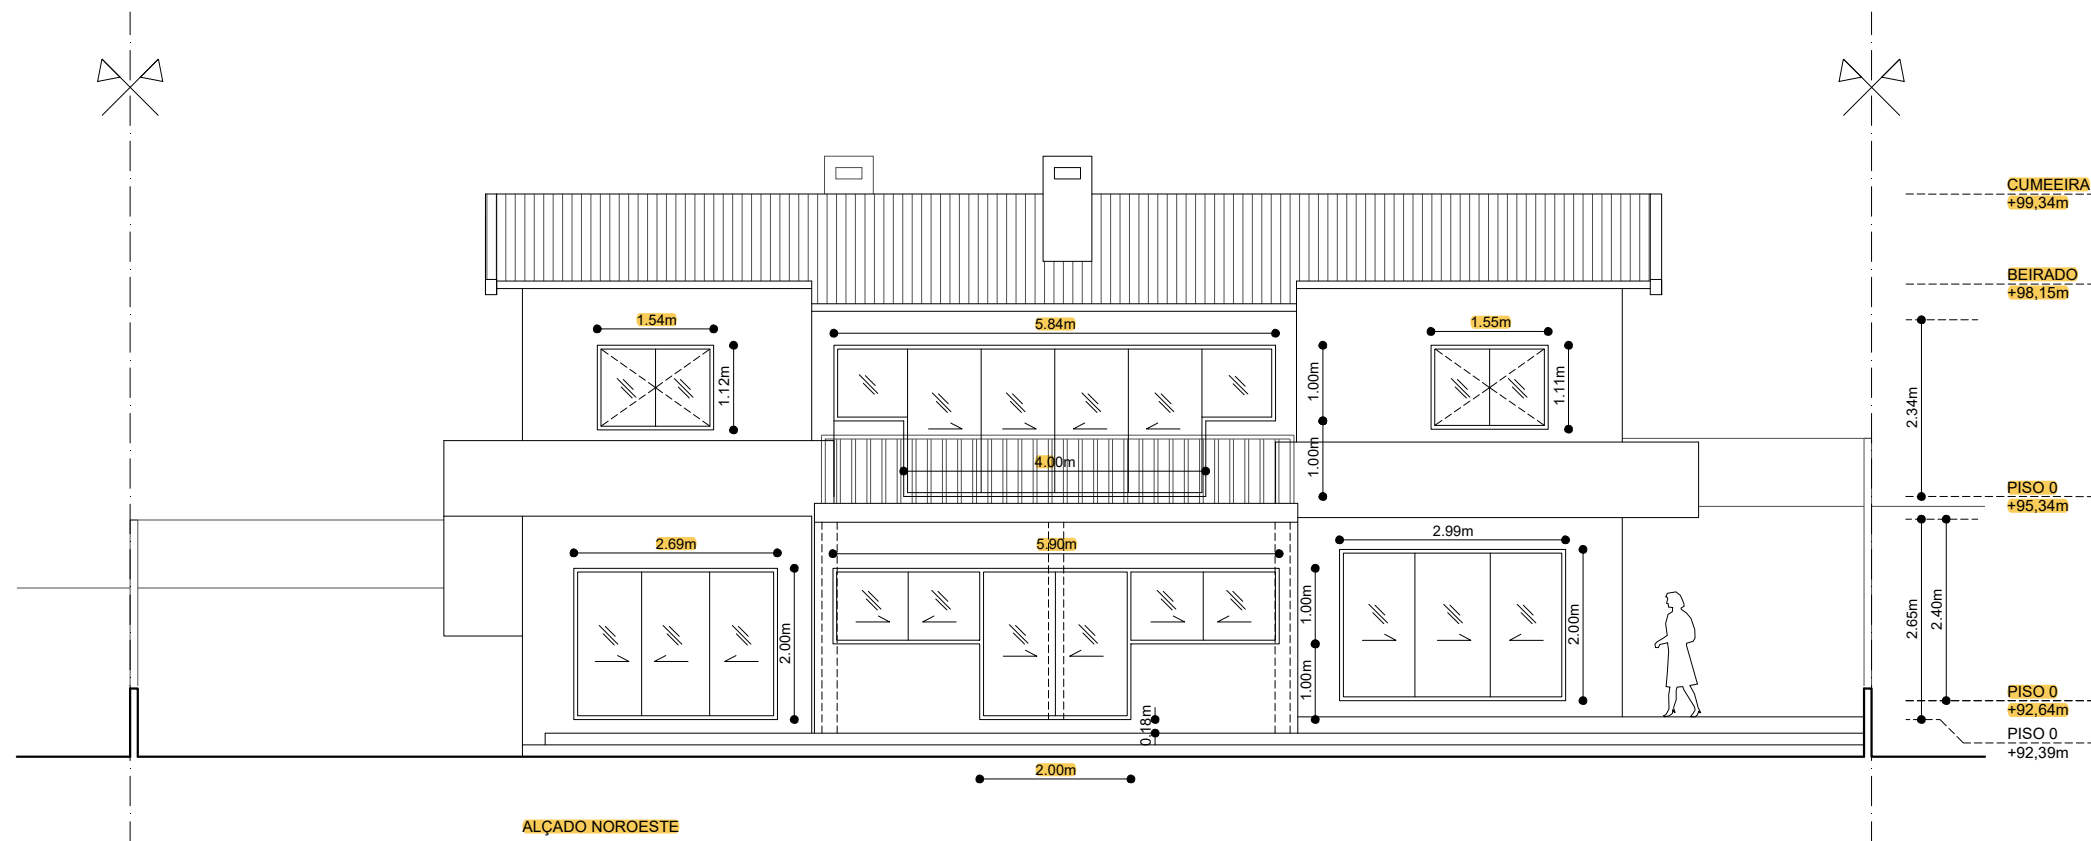 CUMEEIRA
+99,34m
BEIRADO
+98,15m
1.54m
5.84m
1.55m
1.12m
1.00m
1.11m
2.34m
4.00m
1.00m
PISO 0
+95,34m
2.69m
5.90m
2.99m
2.00m
1.00m
2.00m
2.65m
2.40m
1.00m
PISO 0
+92,64m
0,18m
PISO 0
+92,39m
2.00m
ALÇADO NOROESTE